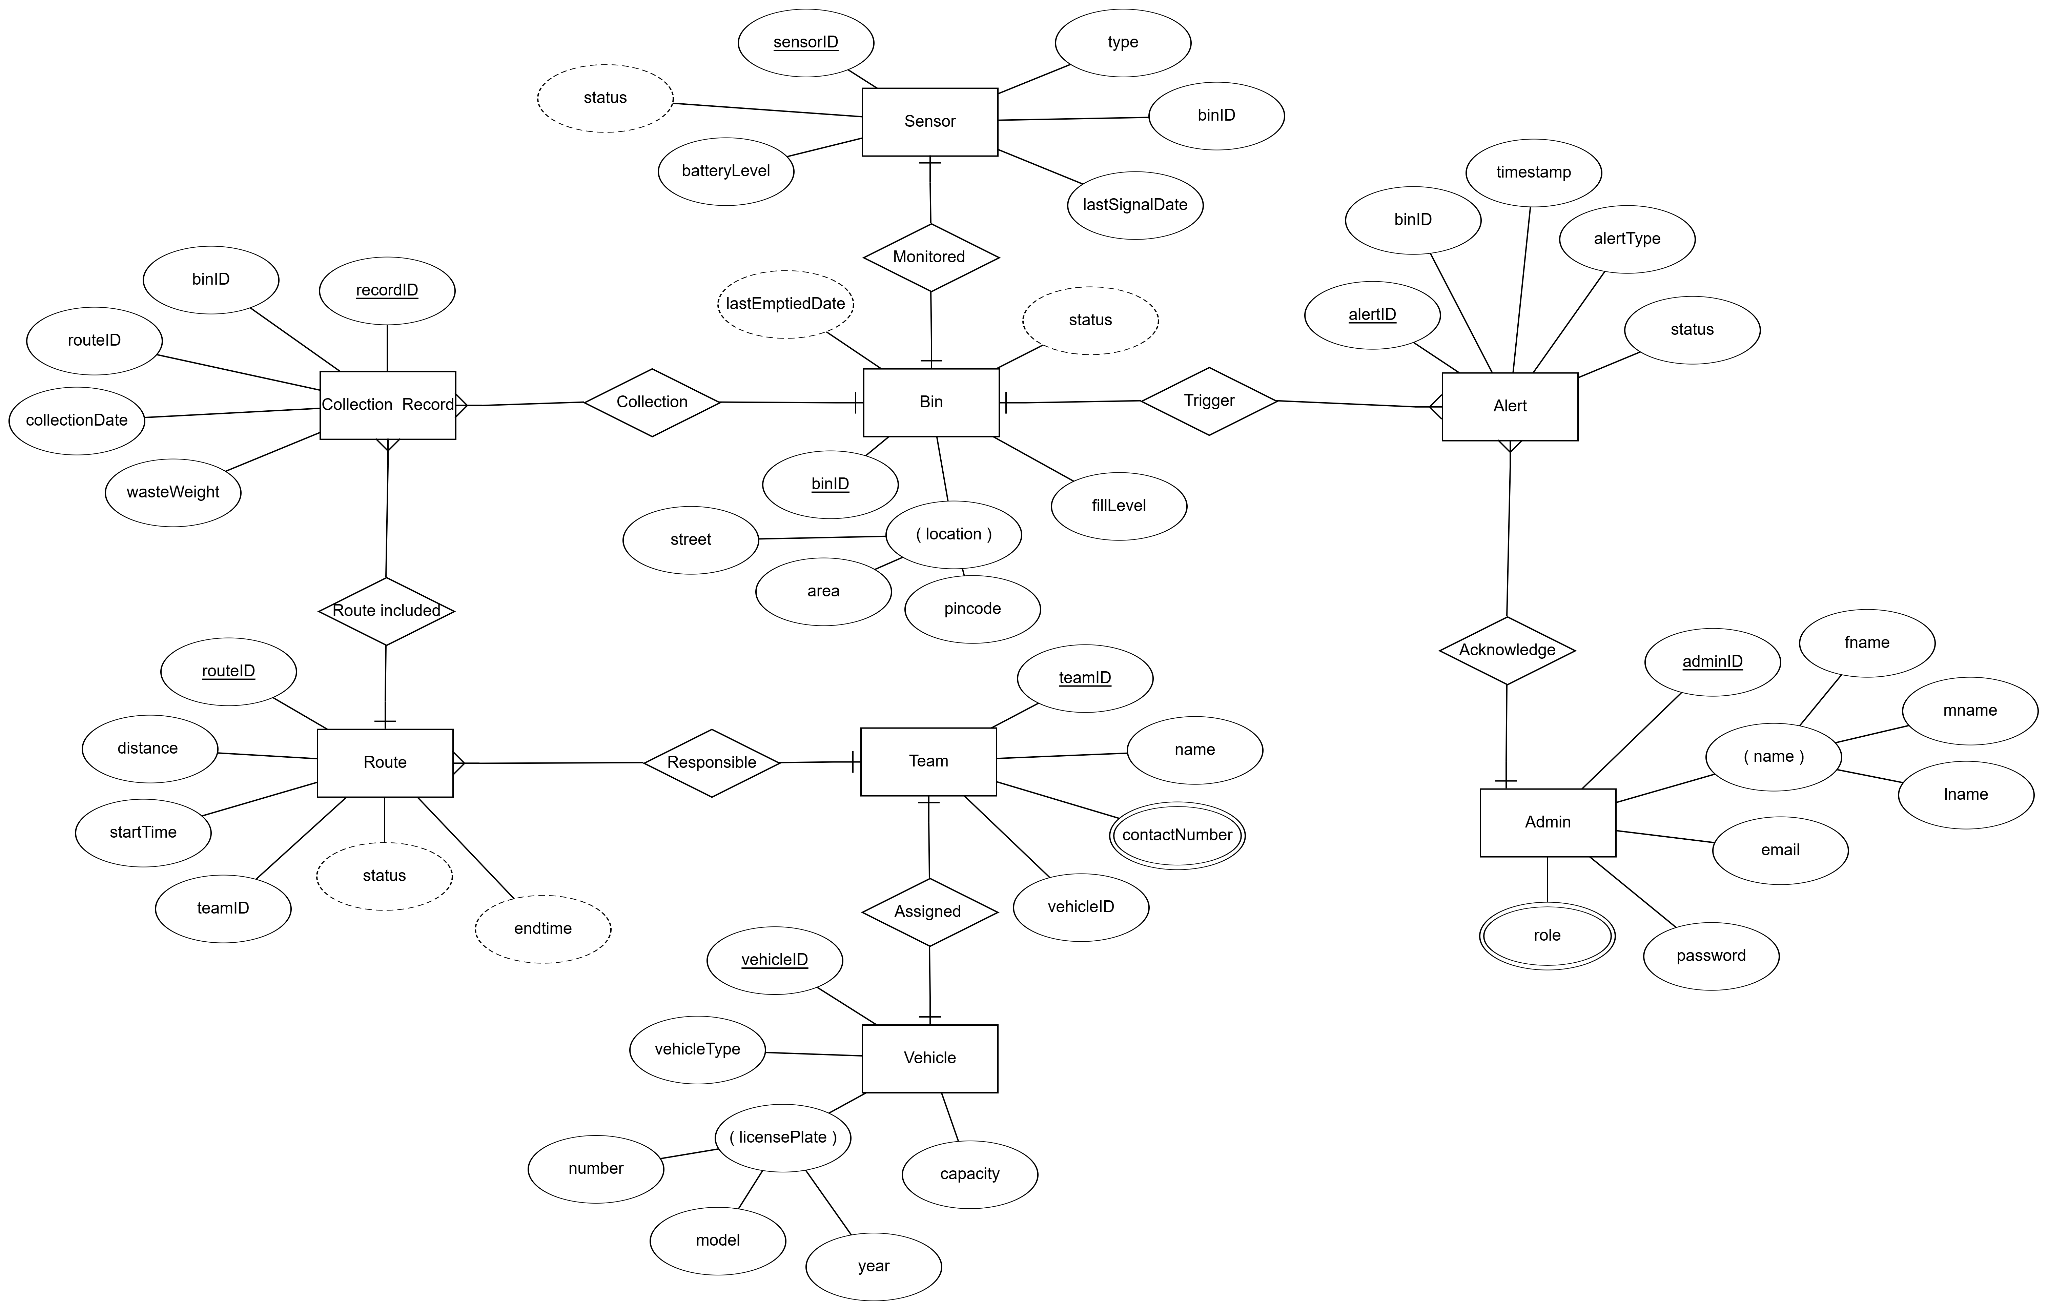 sensorID
type
status
binID
Sensor
batteryLevel
lastSignalDate
timestamp
binID
alertType
Monitored
binID
recordID
lastEmptiedDate
status
alertID
status
routeID
collectionDate
Collection  Record
Collection
Bin
Trigger
Alert
wasteWeight
binID
fillLevel
street
( location )
area
pincode
Route included
Acknowledge
fname
adminID
routeID
teamID
mname
distance
name
( name )
Route
Responsible
Team
lname
startTime
contactNumber
Admin
email
status
teamID
Assigned
vehicleID
endtime
role
password
vehicleID
vehicleType
Vehicle
( licensePlate )
number
capacity
model
year